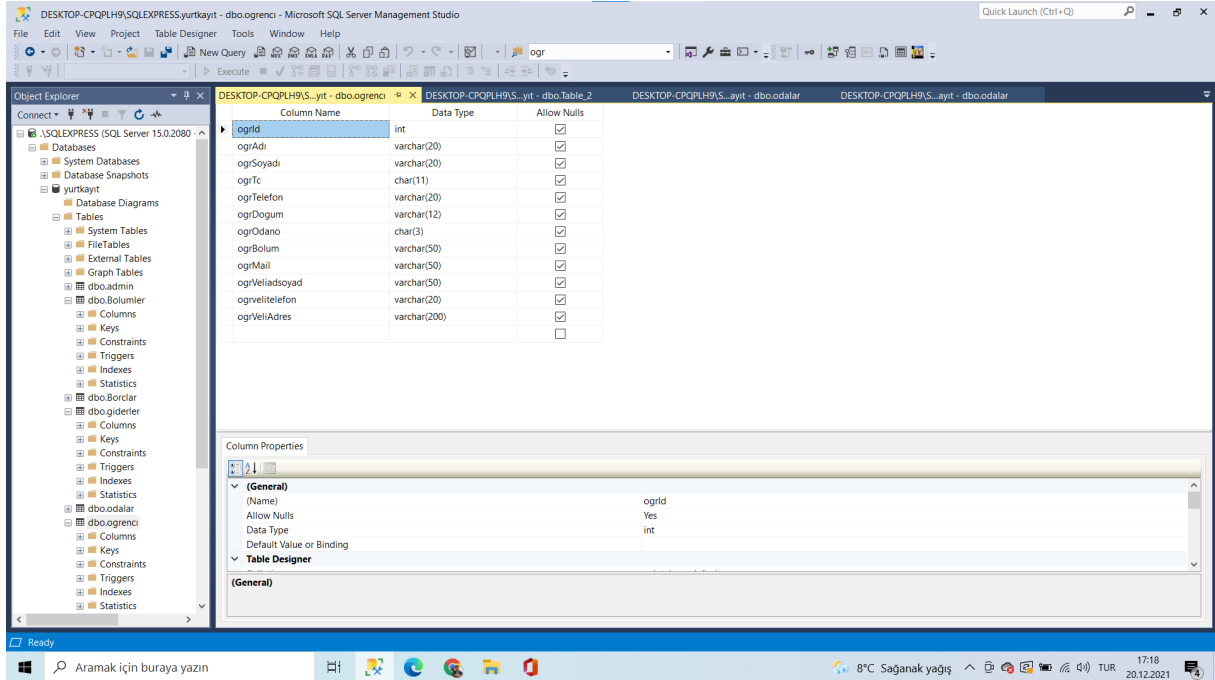 DESKTOP-CPQPLH9\SQLEXPRESS.yurtkayıt - dbo.ogrencı - Microsoft SQL Server Management Studio
Quick Launch (Ctrl+Q)
File Edit View Project Table Designer Tools Window Help
New Query
ogr
Execute
Object Explorer
DESKTOP-CPQPLH9\S...yıt - dbo.ogrencı
DESKTOP-CPQPLH9\S...yıt - dbo.Table_2
DESKTOP-CPQPLH9\S...ayıt - dbo.odalar
DESKTOP-CPQPLH9\S...ayıt - dbo.odalar
Connect
.\SQLEXPRESS (SQL Server 15.0.2080 -
Databases
System Databases
Database Snapshots
yurtkayıt
Database Diagrams
Tables
System Tables
FileTables
External Tables
Graph Tables
dbo.admin
dbo.Bolumler
Columns
Keys
Constraints
Triggers
Indexes
Statistics
dbo.Borclar
dbo.giderler
Columns
Keys
Constraints
Triggers
Indexes
Statistics
dbo.odalar
dbo.ogrencı
Columns
Keys
Constraints
Triggers
Indexes
Statistics
Column Name Data Type Allow Nulls
ogrId int
ogrAdı varchar(20)
ogrSoyadı varchar(20)
ogrTc char(11)
ogrTelefon varchar(20)
ogrDogum varchar(12)
ogrOdano char(3)
ogrBolum varchar(50)
ogrMail varchar(50)
ogrVeliadsoyad varchar(50)
ogrvelitelefon varchar(20)
ogrVeliAdres varchar(200)
Column Properties
(General)
(Name) ogrId
Allow Nulls Yes
Data Type int
Default Value or Binding
Table Designer
(General)
Ready
Aramak için buraya yazın
8°C Sağanak yağış
TUR
17:18
20.12.2021
4